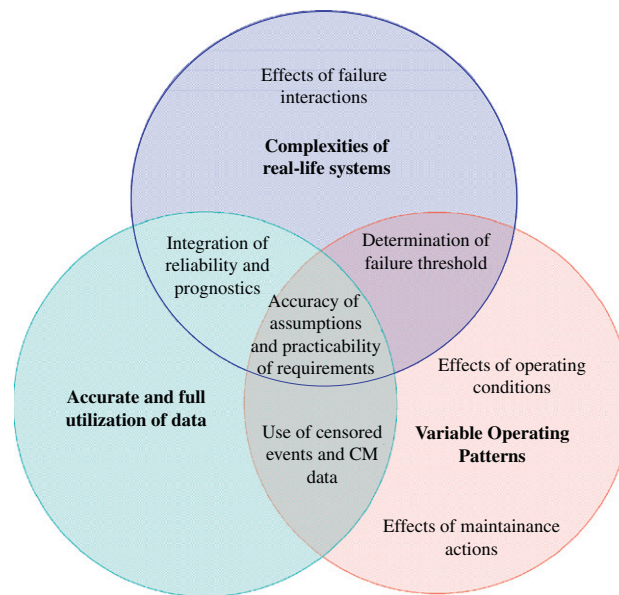 Effects of failure
interactions
Complexities of
real-life systems
Integration of
reliability and
prognostics
Determination of
failure threshold
Accuracy of
assumptions
and practicability
of requirements
Effects of operating
conditions
Accurate and full
utilization of data
Variable Operating
Patterns
Use of censored
events and CM
data
Effects of maintainance
actions